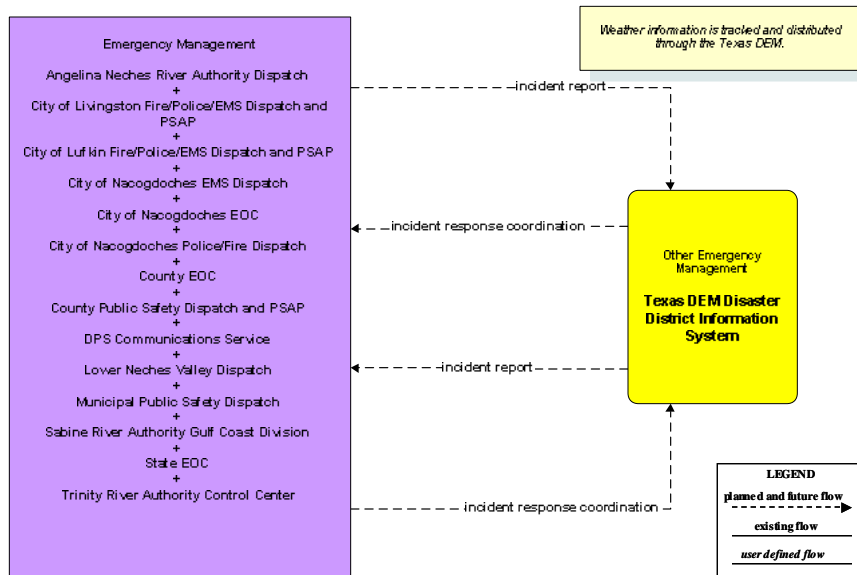 Emergency Management
Angelina Neches River Authority Dispatch
+
City of Livingston Fire/Police/EMS Dispatch and
PSAP
+
City of Lufkin Fire/Police/EMS Dispatch and PSAP
+
City of Nacogdoches EMS Dispatch
+
City of Nacogdoches EOC
+
City of Nacogdoches Police/Fire Dispatch
+
County EOC
+
County Public Safety Dispatch and PSAP
+
DPS Communications Service
+
Lower Neches Valley Dispatch
+
Municipal Public Safety Dispatch
+
Sabine River Authority Gulf Coast Division
+
State EOC
+
Trinity River Authority Control Center
Weather information is tracked and distributed
through the Texas DEM.
incident report
incident response coordination
incident report
incident response coordination
Other Emergency
Management
Texas DEM Disaster
District Information
System
LEGEND
planned and future flow
existing flow
user defined flow